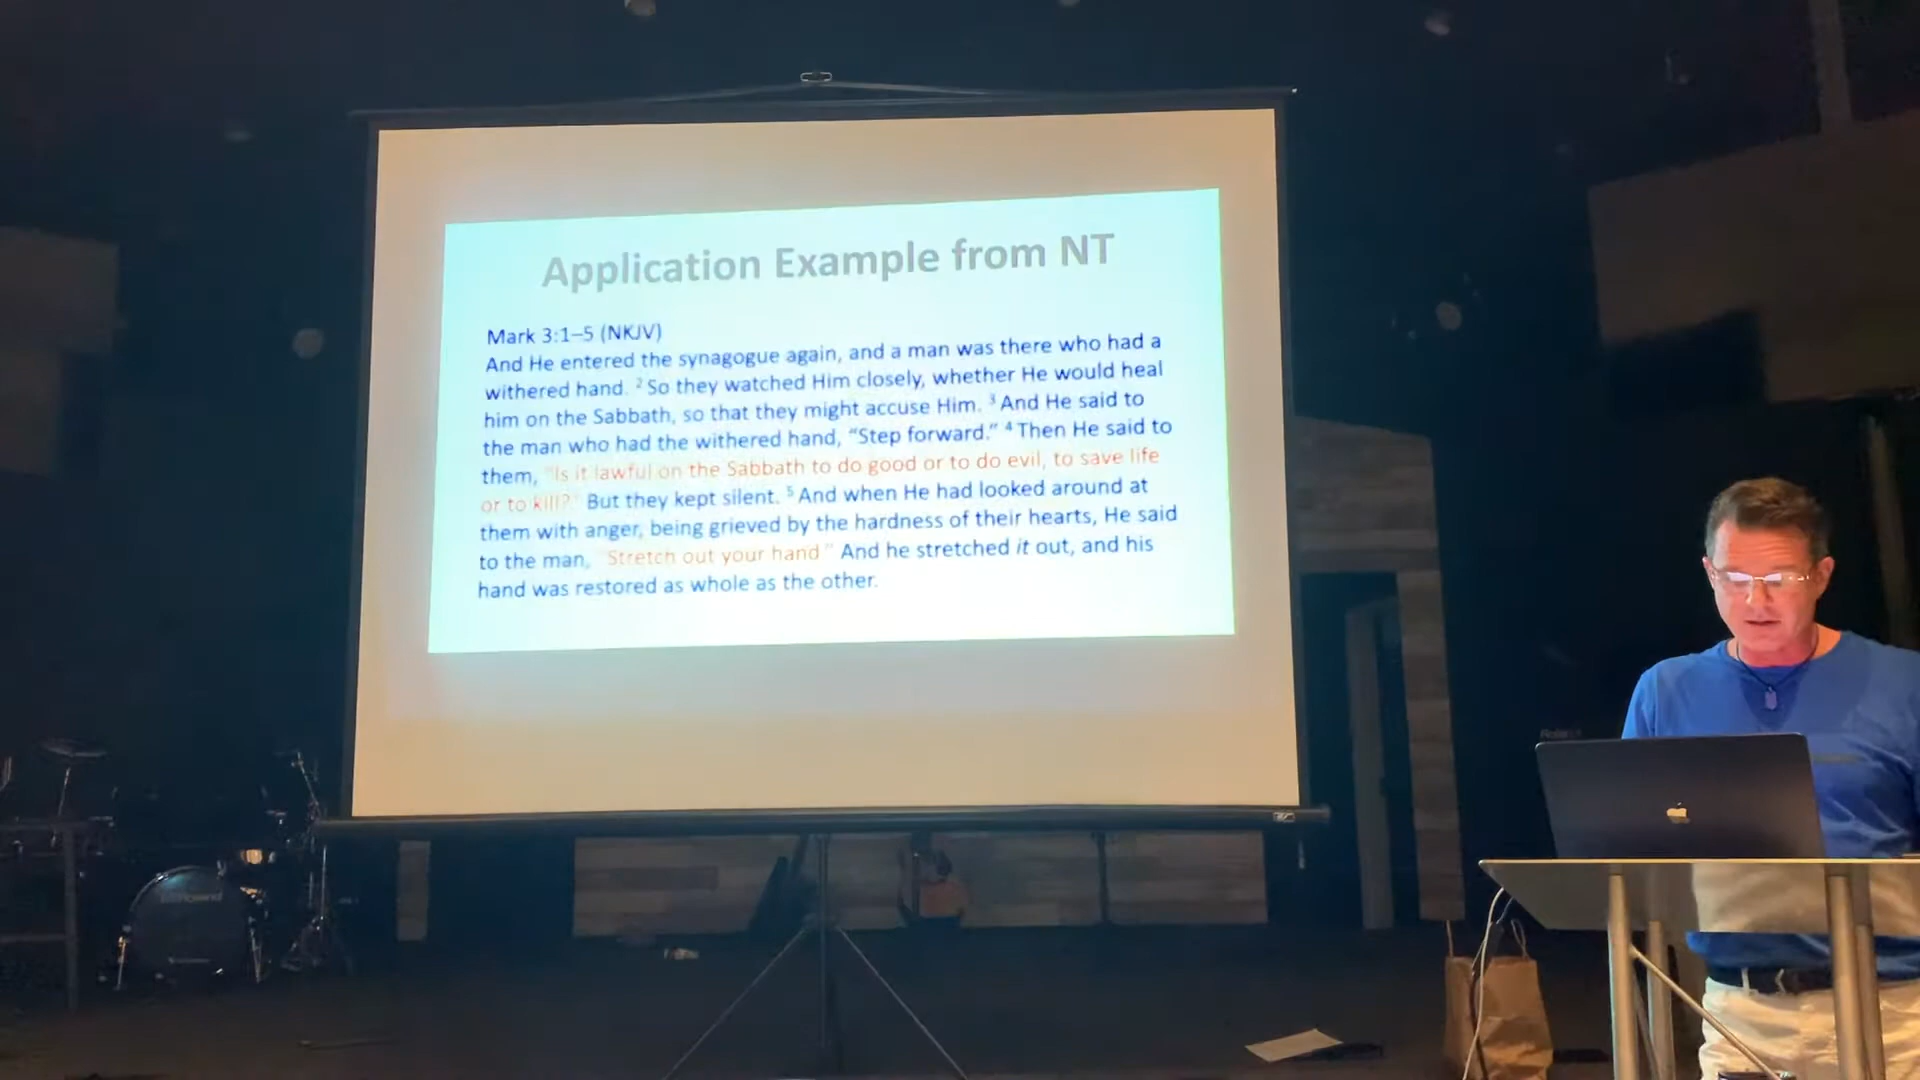 Application Example from NT
Mark 3:1–5 (NKJV)
And He entered the synagogue again, and a man was there who had a
withered hand. ² So they watched Him closely, whether He would heal
him on the Sabbath, so that they might accuse Him. ³ And He said to
the man who had the withered hand, “Step forward.” ⁴ Then He said to
them, “Is it lawful on the Sabbath to do good or to do evil, to save life
or to kill?” But they kept silent. ⁵ And when He had looked around at
them with anger, being grieved by the hardness of their hearts, He said
to the man, “Stretch out your hand.” And he stretched it out, and his
hand was restored as whole as the other.
Roland